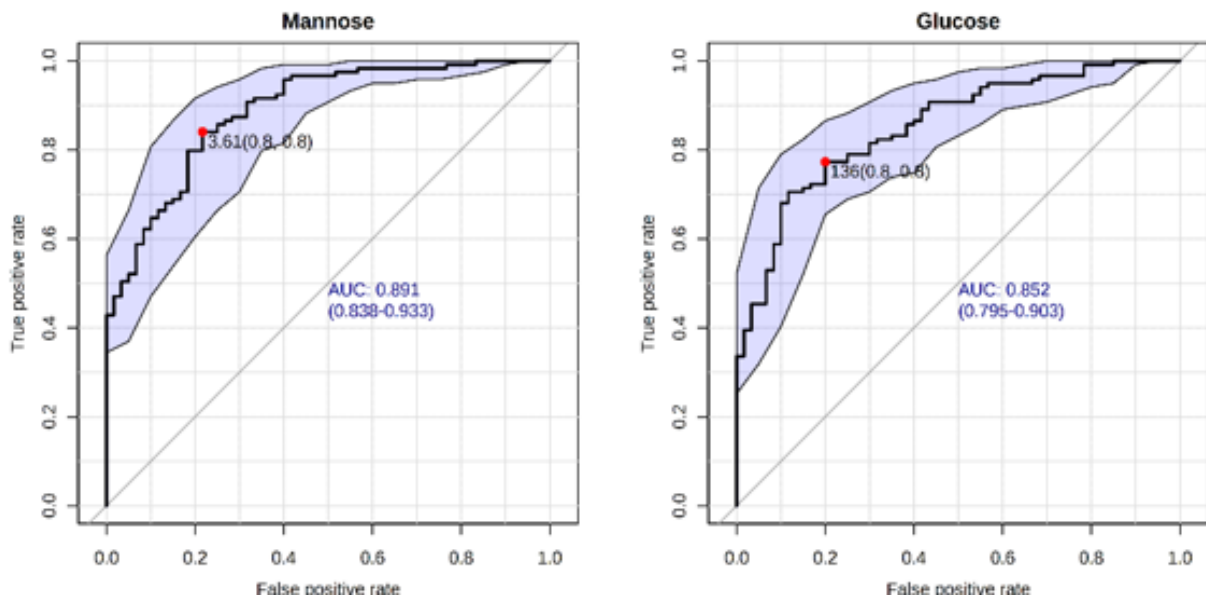 Mannose
True positive rate
1.0
0.8
0.6
0.4
0.2
0.0
3.61(0.8, 0.8)
AUC: 0.891
(0.838-0.933)
0.0 0.2 0.4 0.6 0.8 1.0
False positive rate
Glucose
True positive rate
1.0
0.8
0.6
0.4
0.2
0.0
136(0.8, 0.8)
AUC: 0.852
(0.795-0.903)
0.0 0.2 0.4 0.6 0.8 1.0
False positive rate